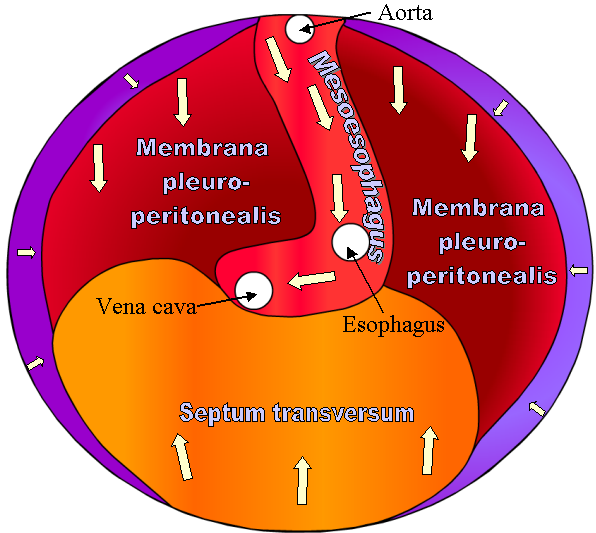 Aorta
Mesoesophagus
Membrana
pleuro-
peritonealis
Membrana
pleuro-
peritonealis
Vena cava
Esophagus
Septum transversum